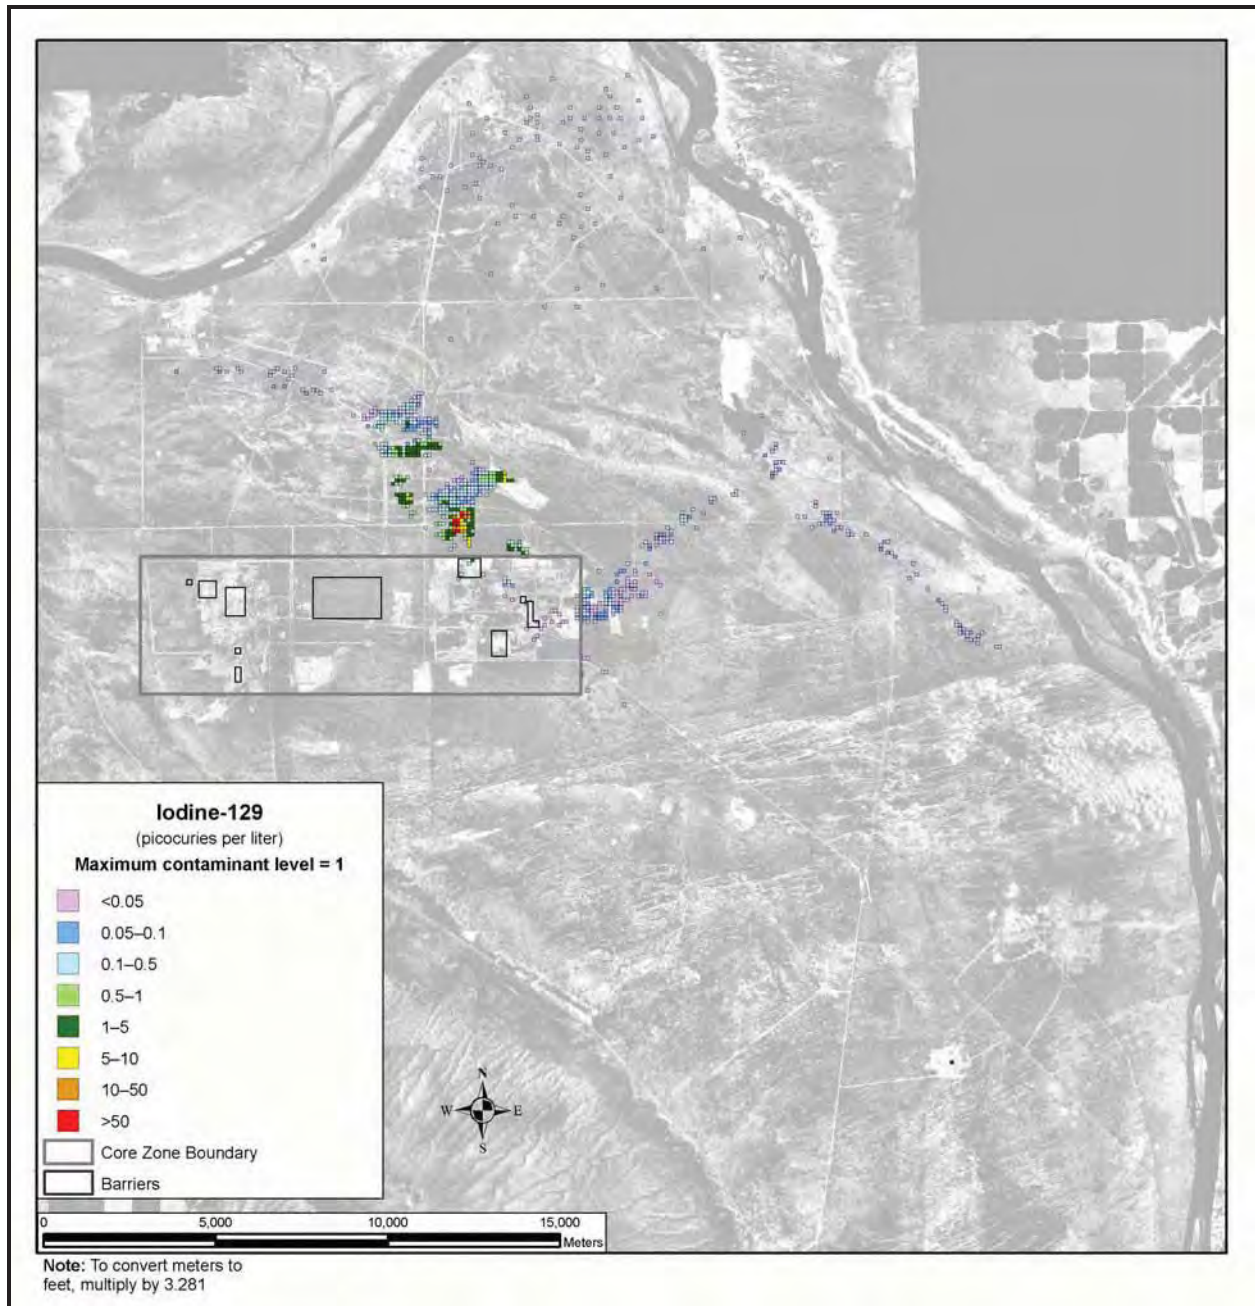 Iodine-129
(picocuries per liter)
Maximum contaminant level = 1
<0.05
0.05–0.1
0.1–0.5
0.5–1
1–5
5–10
10–50
>50
Core Zone Boundary
Barriers
N
W E
S
0 5,000 10,000 15,000
Meters
Note: To convert meters to
feet, multiply by 3.281